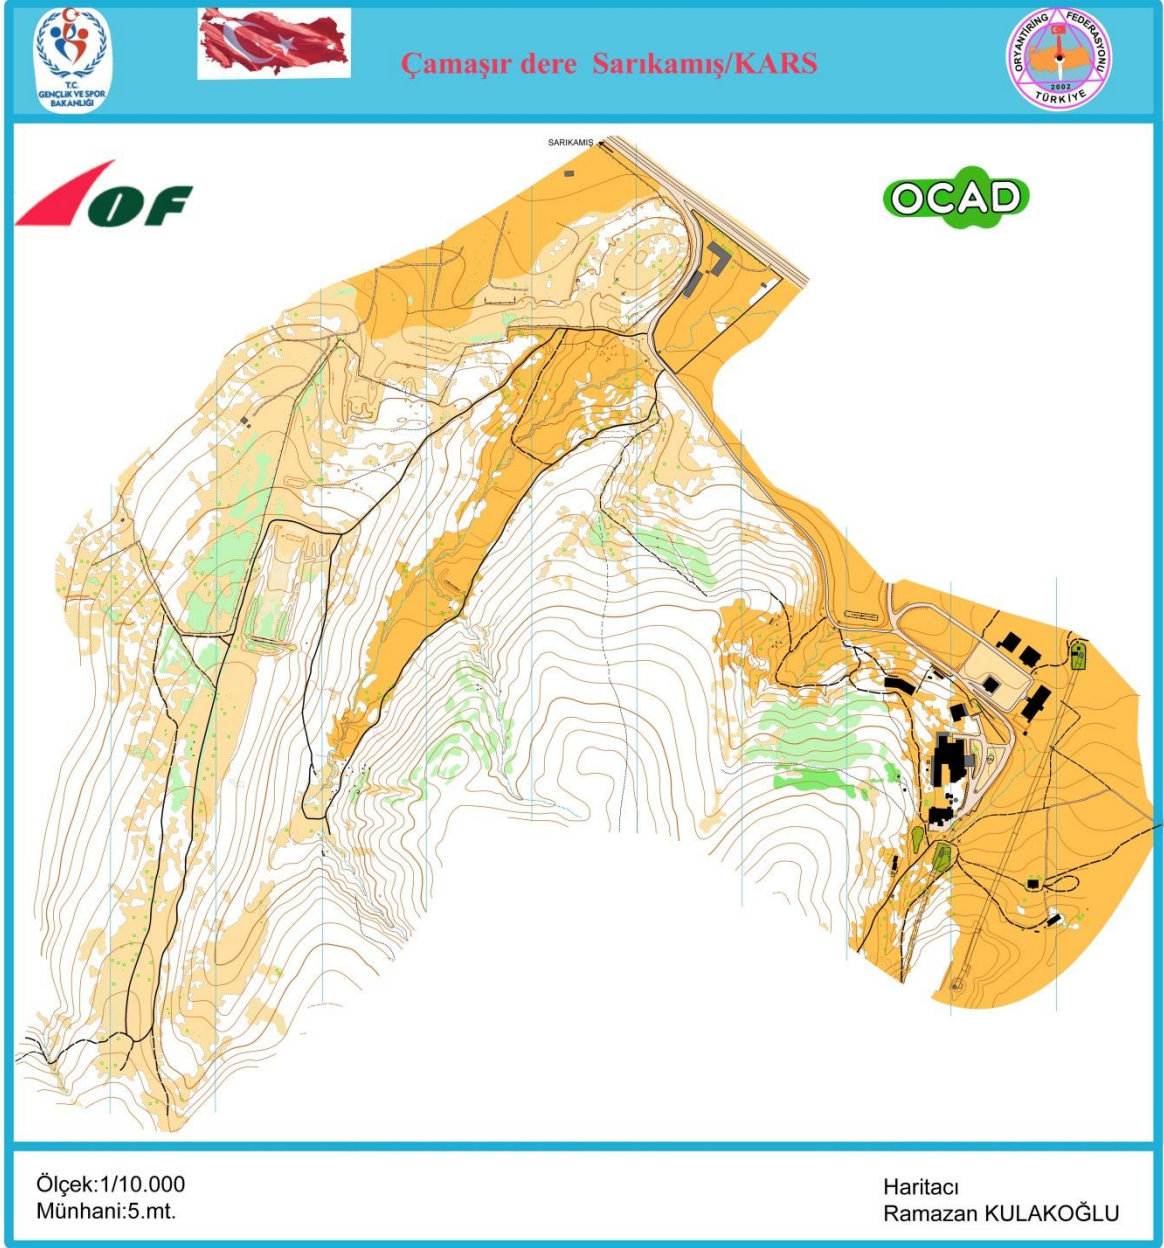 T.C.
GENÇLİK VE SPOR
BAKANLIĞI
Çamaşır dere Sarıkamış/KARS
ORYANTİRİNG FEDERASYONU
2002
TÜRKİYE
SARIKAMIŞ
IOF
OCAD
Ölçek:1/10.000
Münhani:5.mt.
Haritacı
Ramazan KULAKOĞLU